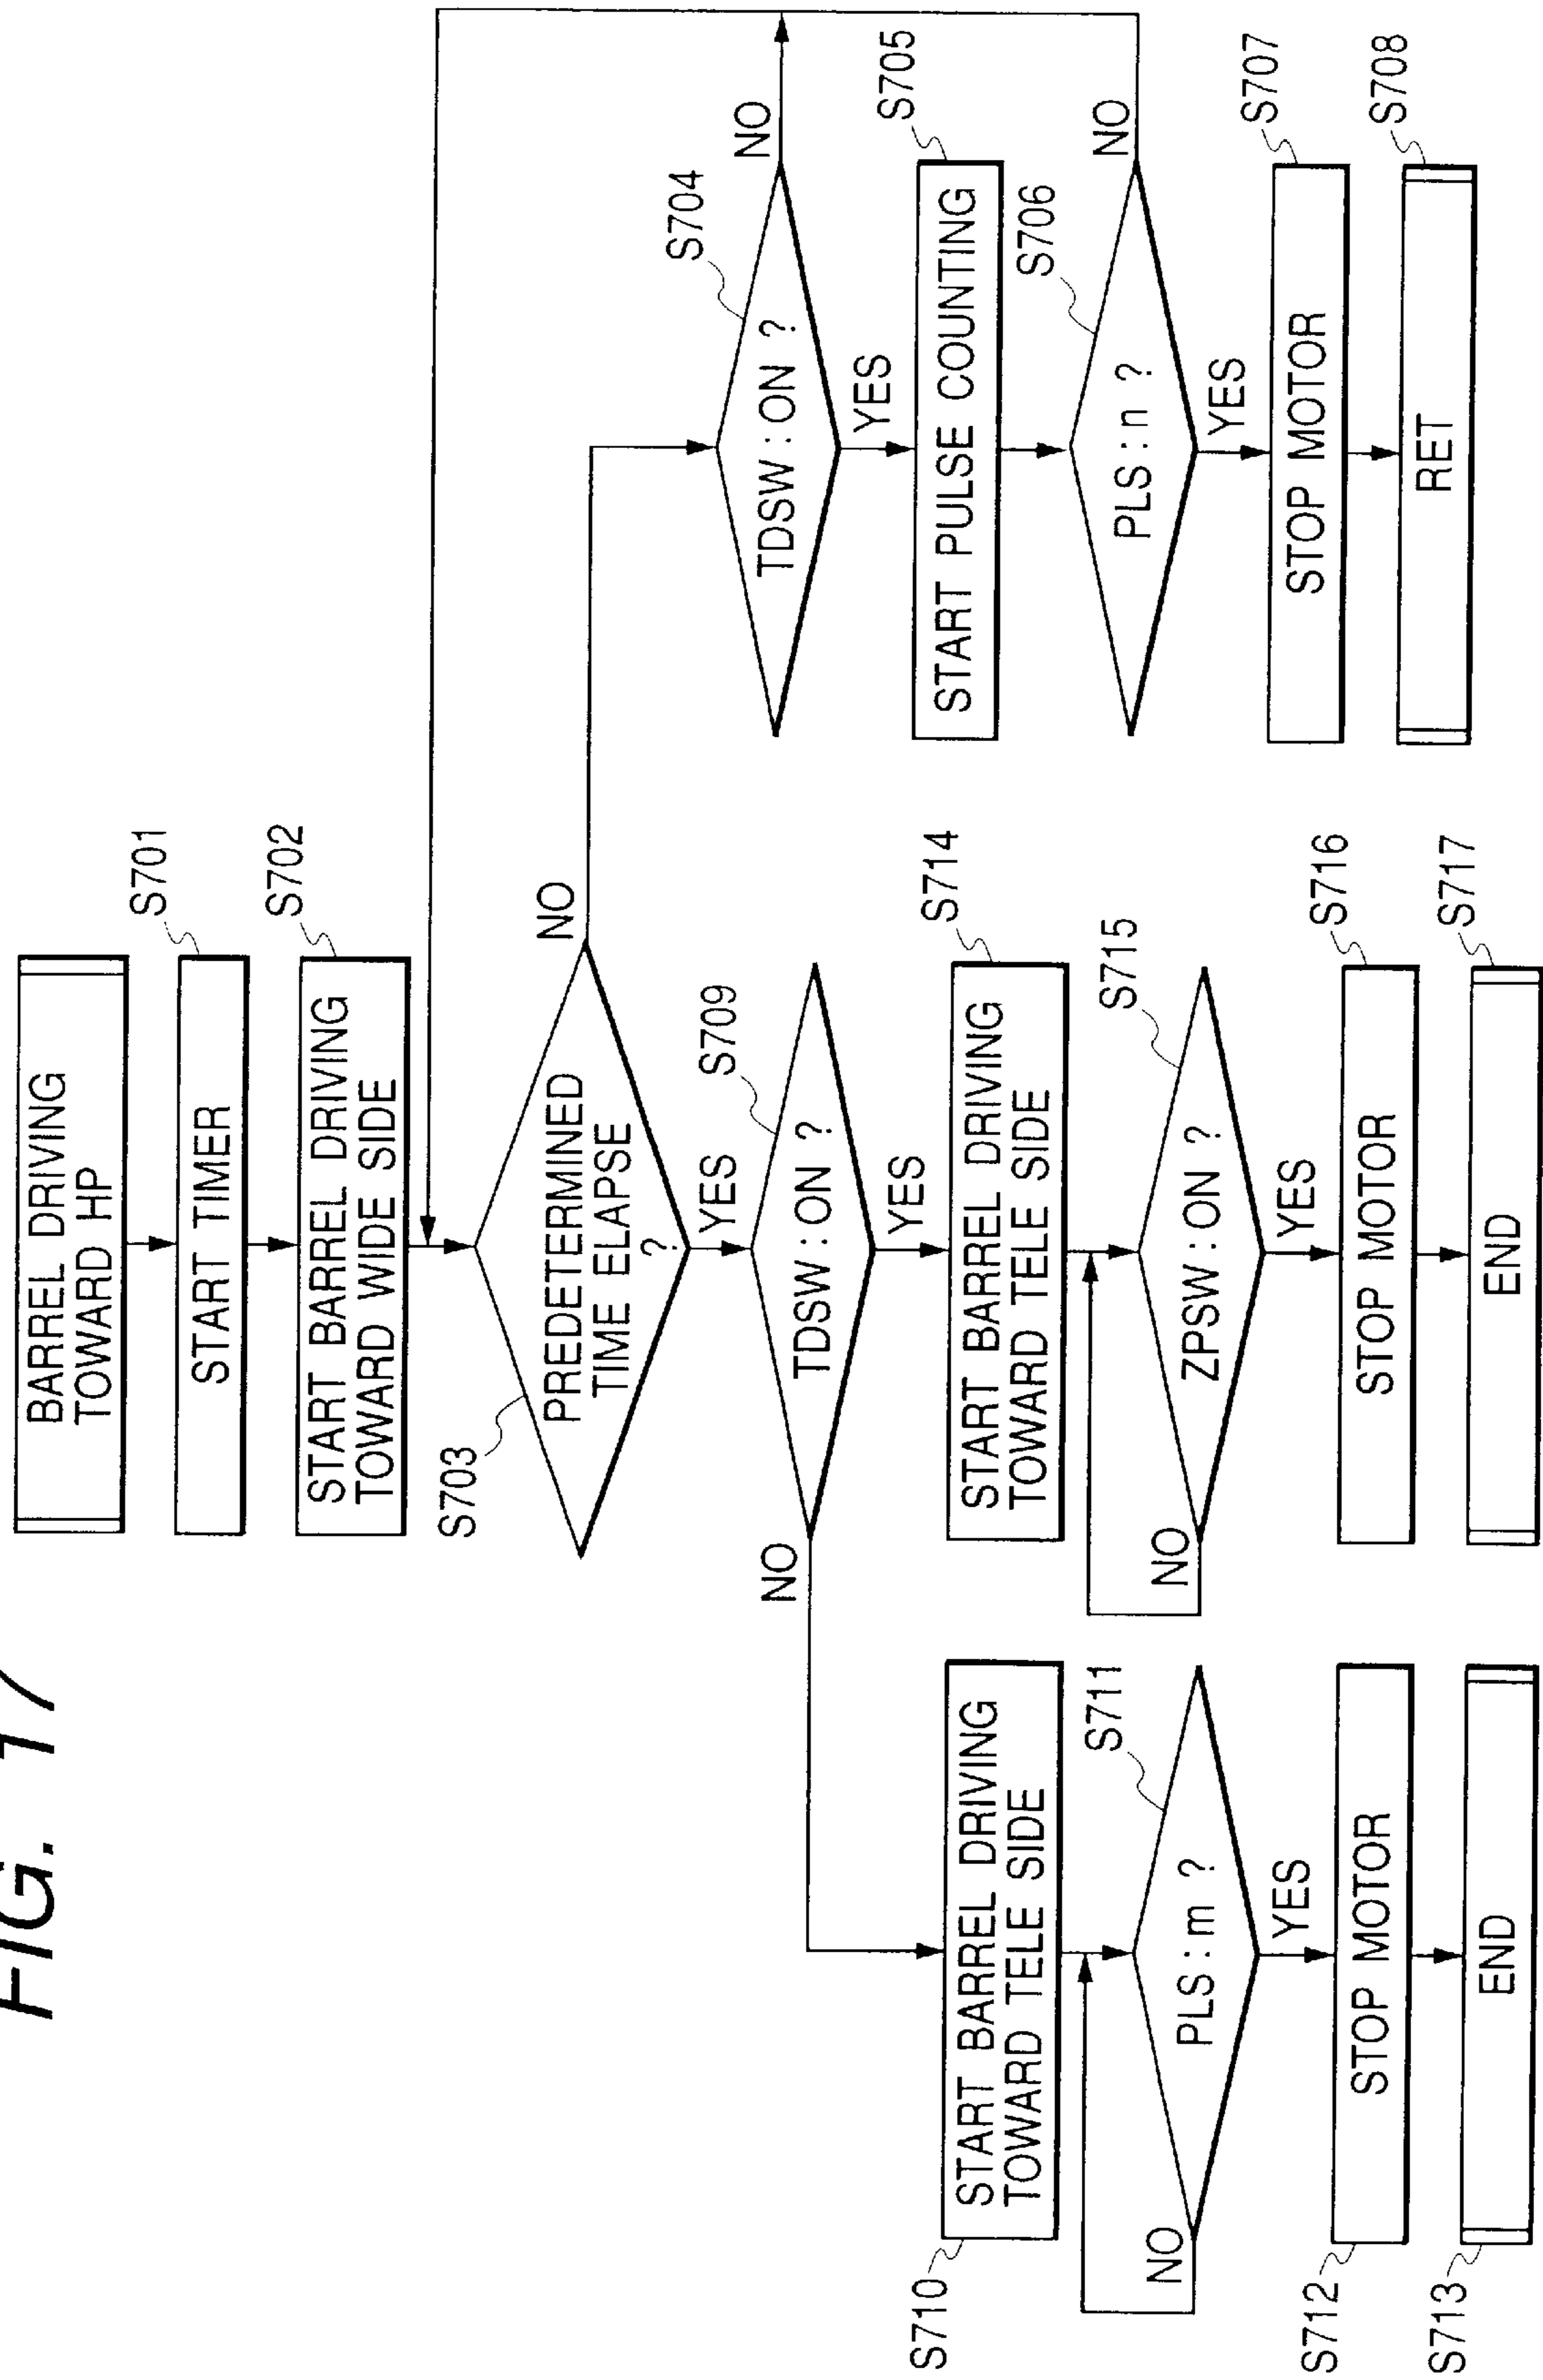 FIG. 17
BARREL DRIVING
TOWARD HP
S701
START TIMER
S702
START BARREL DRIVING
TOWARD WIDE SIDE
S703
PREDETERMINED
TIME ELAPSE
?
NO
YES
S704
TDSW : ON ?
NO
YES
S705
START PULSE COUNTING
S706
PLS : n ?
NO
YES
S707
STOP MOTOR
S708
RET
S709
TDSW : ON ?
NO
YES
S714
START BARREL DRIVING
TOWARD TELE SIDE
S715
ZPSW : ON ?
NO
YES
S716
STOP MOTOR
S717
END
S710
START BARREL DRIVING
TOWARD TELE SIDE
S711
PLS : m ?
NO
YES
S712
STOP MOTOR
S713
END